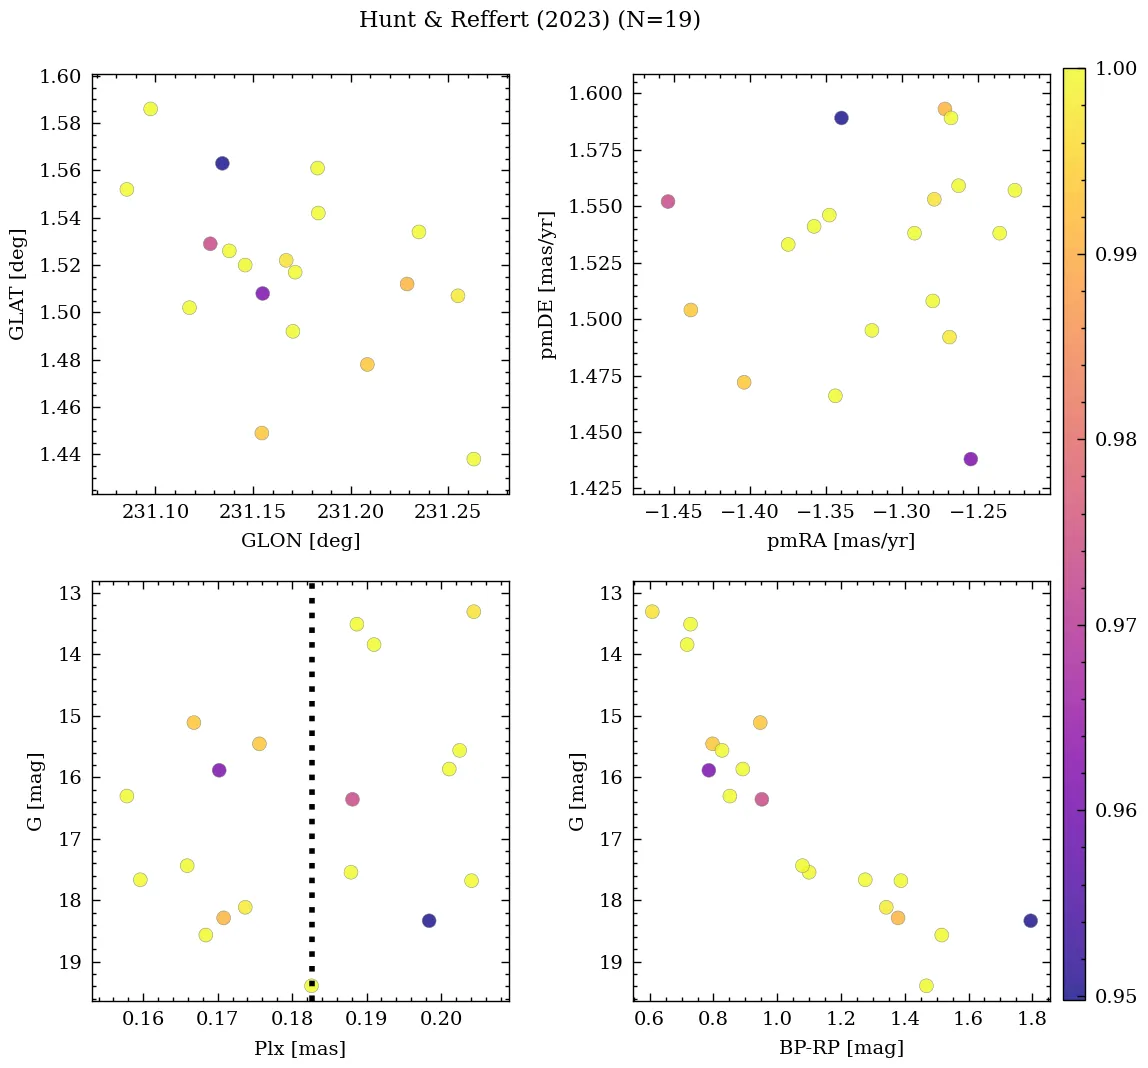 Hunt & Reffert (2023) (N=19)
1.60
1.58
1.56
1.54
1.52
1.50
1.48
1.46
1.44
GLAT [deg]
231.10 231.15 231.20 231.25
GLON [deg]
1.600
1.575
1.550
1.525
1.500
1.475
1.450
1.425
pmDE [mas/yr]
−1.45 −1.40 −1.35 −1.30 −1.25
pmRA [mas/yr]
13
14
15
16
17
18
19
G [mag]
0.16 0.17 0.18 0.19 0.20
Plx [mas]
13
14
15
16
17
18
19
G [mag]
0.6 0.8 1.0 1.2 1.4 1.6 1.8
BP-RP [mag]
1.00
0.99
0.98
0.97
0.96
0.95